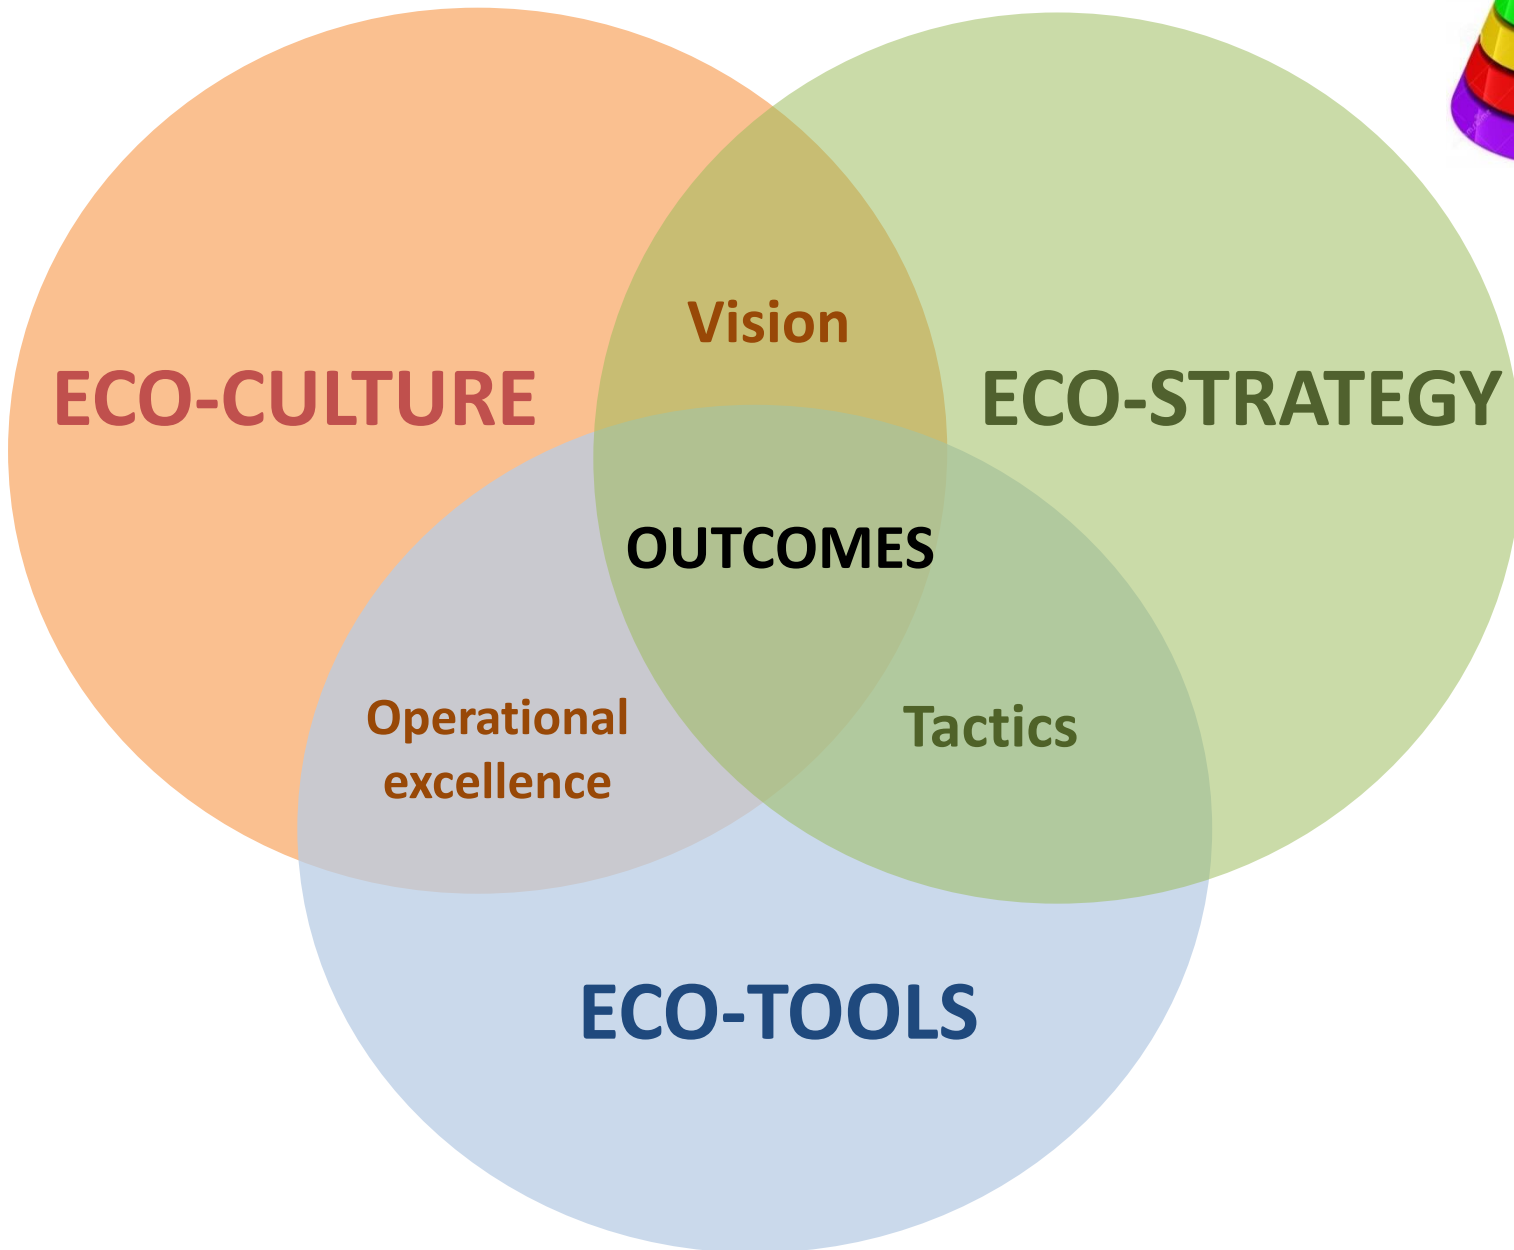 Vision
ECO-CULTURE
ECO-STRATEGY
OUTCOMES
Operational
excellence
Tactics
ECO-TOOLS